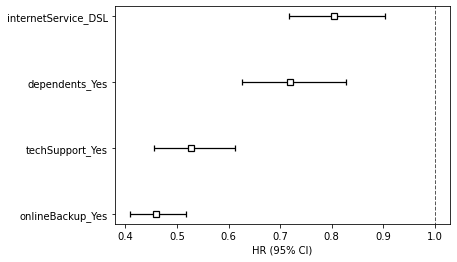 internetService_DSL
dependents_Yes
techSupport_Yes
onlineBackup_Yes
0.4 0.5 0.6 0.7 0.8 0.9 1.0
HR (95% CI)